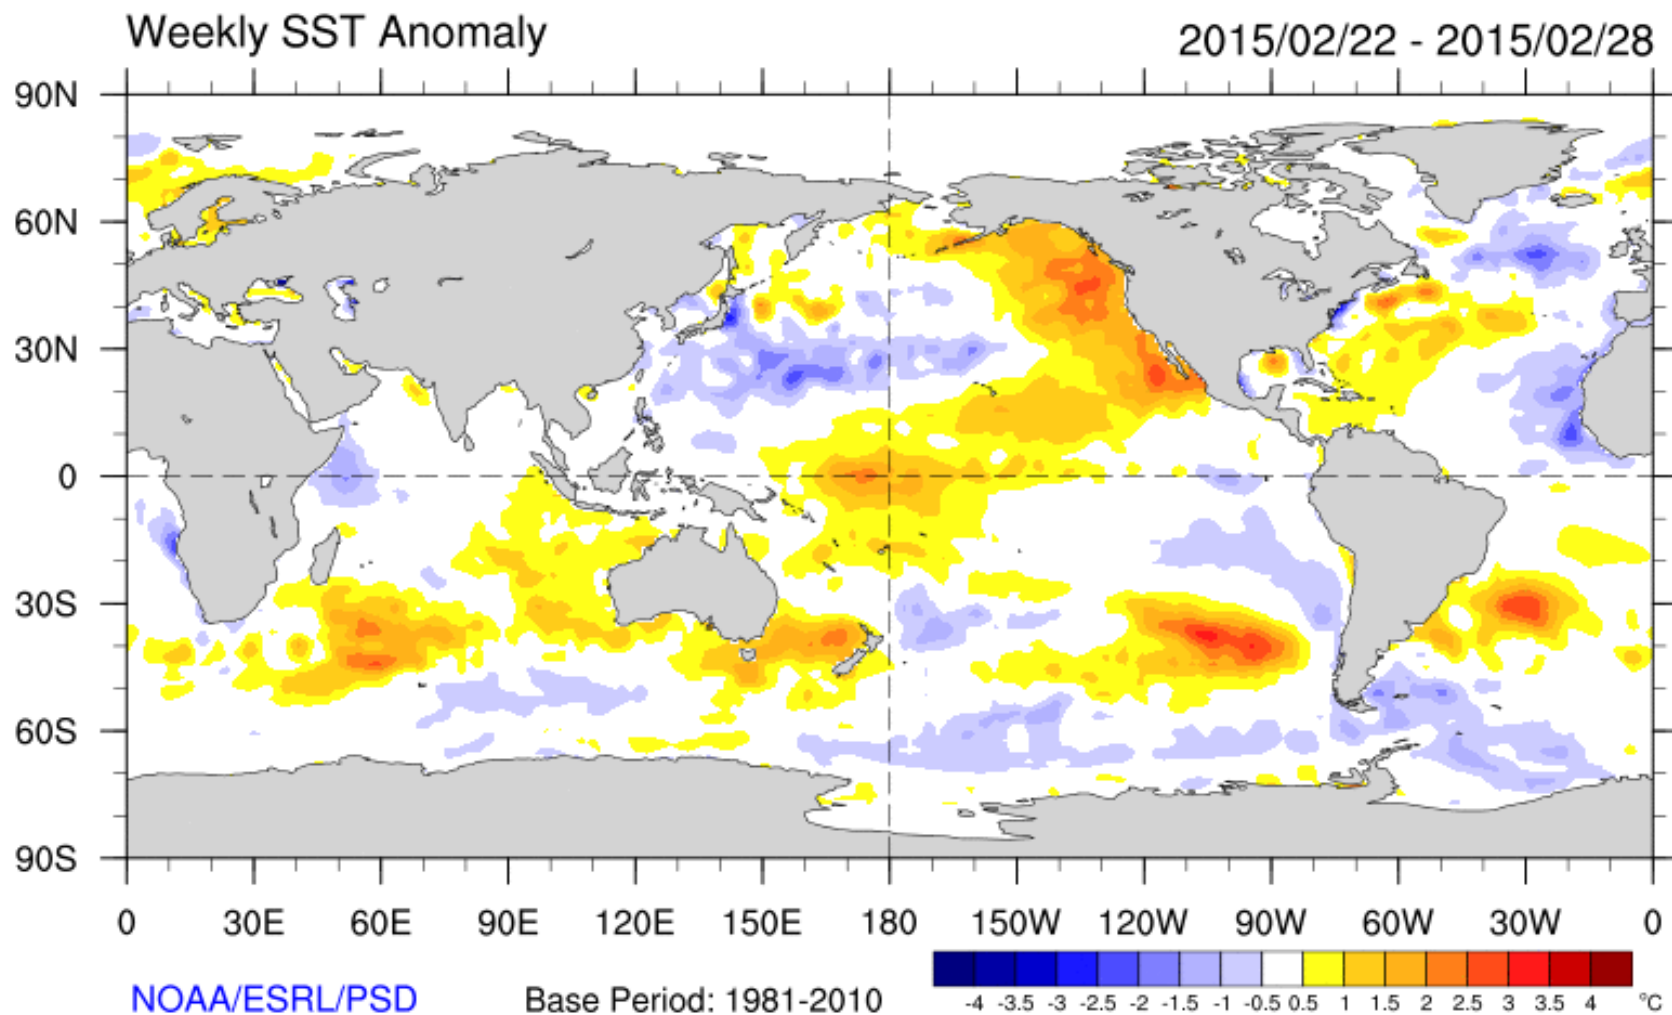 Weekly SST Anomaly
2015/02/22 - 2015/02/28
90N
60N
30N
0
30S
60S
90S
0 30E 60E 90E 120E 150E 180 150W 120W 90W 60W 30W 0
-4 -3.5 -3 -2.5 -2 -1.5 -1 -0.5 0.5 1 1.5 2 2.5 3 3.5 4 °C
NOAA/ESRL/PSD
Base Period: 1981-2010